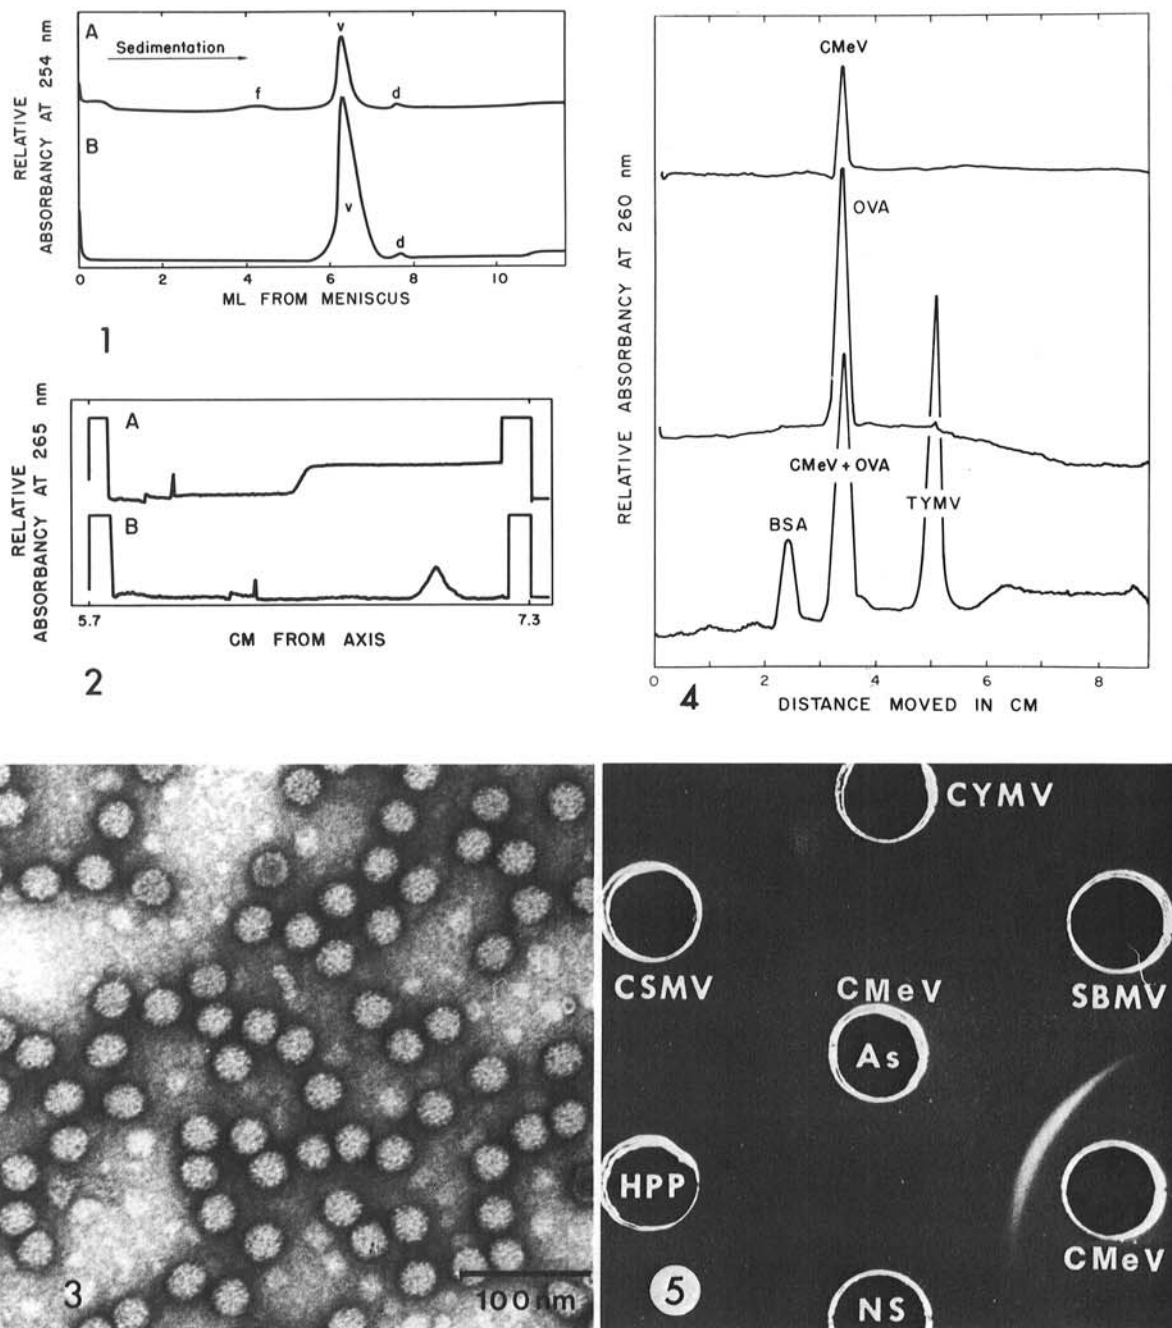 A
Sedimentation
v
f
d
B
v
d
0 2 4 6 8 10
ML FROM MENISCUS
RELATIVE
ABSORBANCY AT 254 nm
1
A
B
5.7 7.3
CM FROM AXIS
RELATIVE
ABSORBANCY AT 265 nm
2
CMeV
OVA
CMeV + OVA
TYMV
BSA
0 2 4 6 8
DISTANCE MOVED IN CM
RELATIVE ABSORBANCY AT 260 nm
4
3
100nm
CYMV
CSMV
CMeV
SBMV
As
HPP
CMeV
NS
5